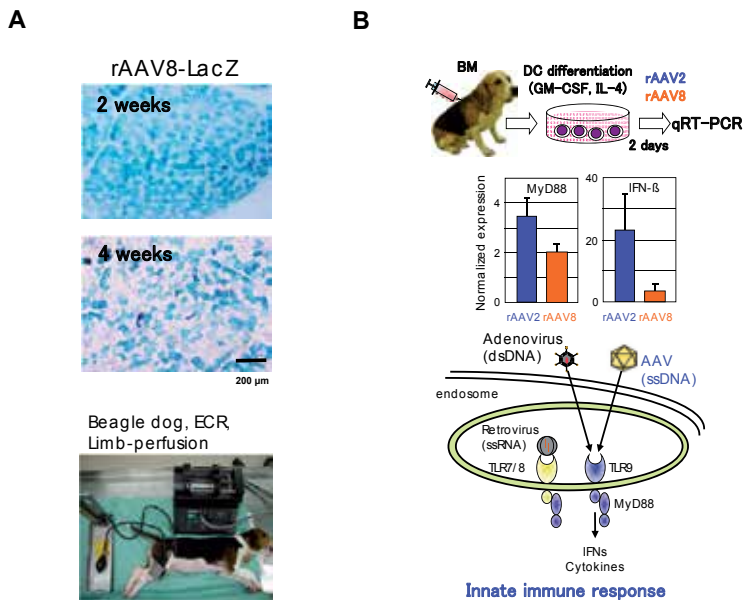 A
rAAV8-LacZ
2 weeks
4 weeks
200 µm
Beagle dog, ECR,
Limb-perfusion
B
BM
DC differentiation
(GM-CSF, IL-4)
rAAV2
rAAV8
qRT-PCR
2 days
Normalized expression
MyD88
4
2
0
rAAV2 rAAV8
IFN-ß
40
20
0
rAAV2 rAAV8
Adenovirus
(dsDNA)
AAV
(ssDNA)
endosome
Retrovirus
(ssRNA)
TLR7/8
TLR9
MyD88
IFNs
Cytokines
Innate immune response